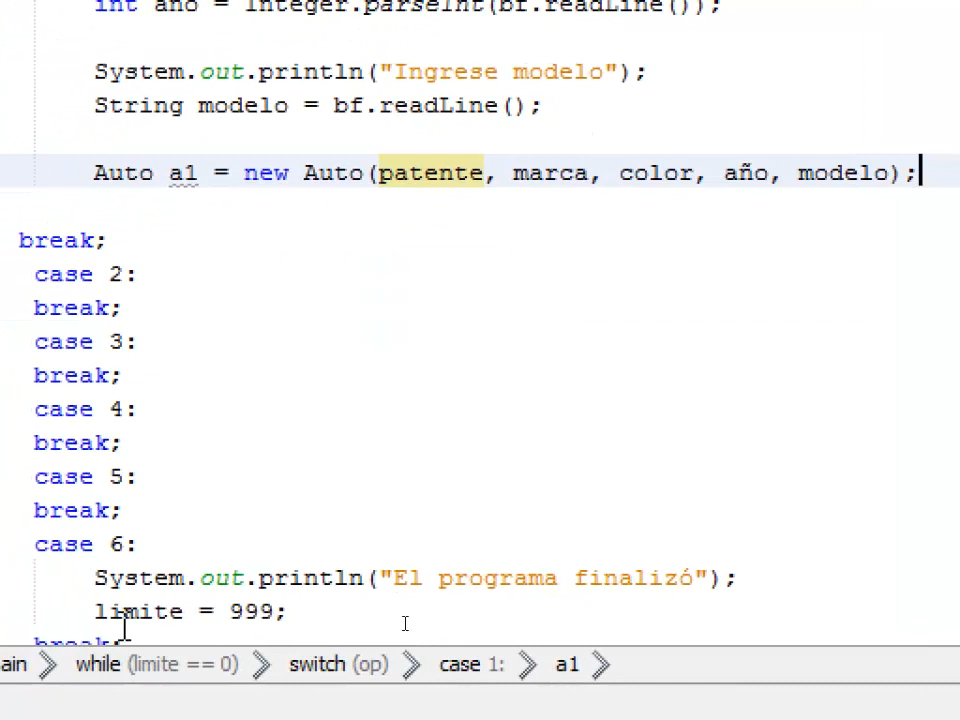 int año = Integer.parseInt(bf.readLine());
System.out.println("Ingrese modelo");
String modelo = bf.readLine();
Auto a1 = new Auto(patente, marca, color, año, modelo);
break;
case 2:
break;
case 3:
break;
case 4:
break;
case 5:
break;
case 6:
System.out.println("El programa finalizó");
limite = 999;
break;
ain while (limite == 0) switch (op) case 1: a1